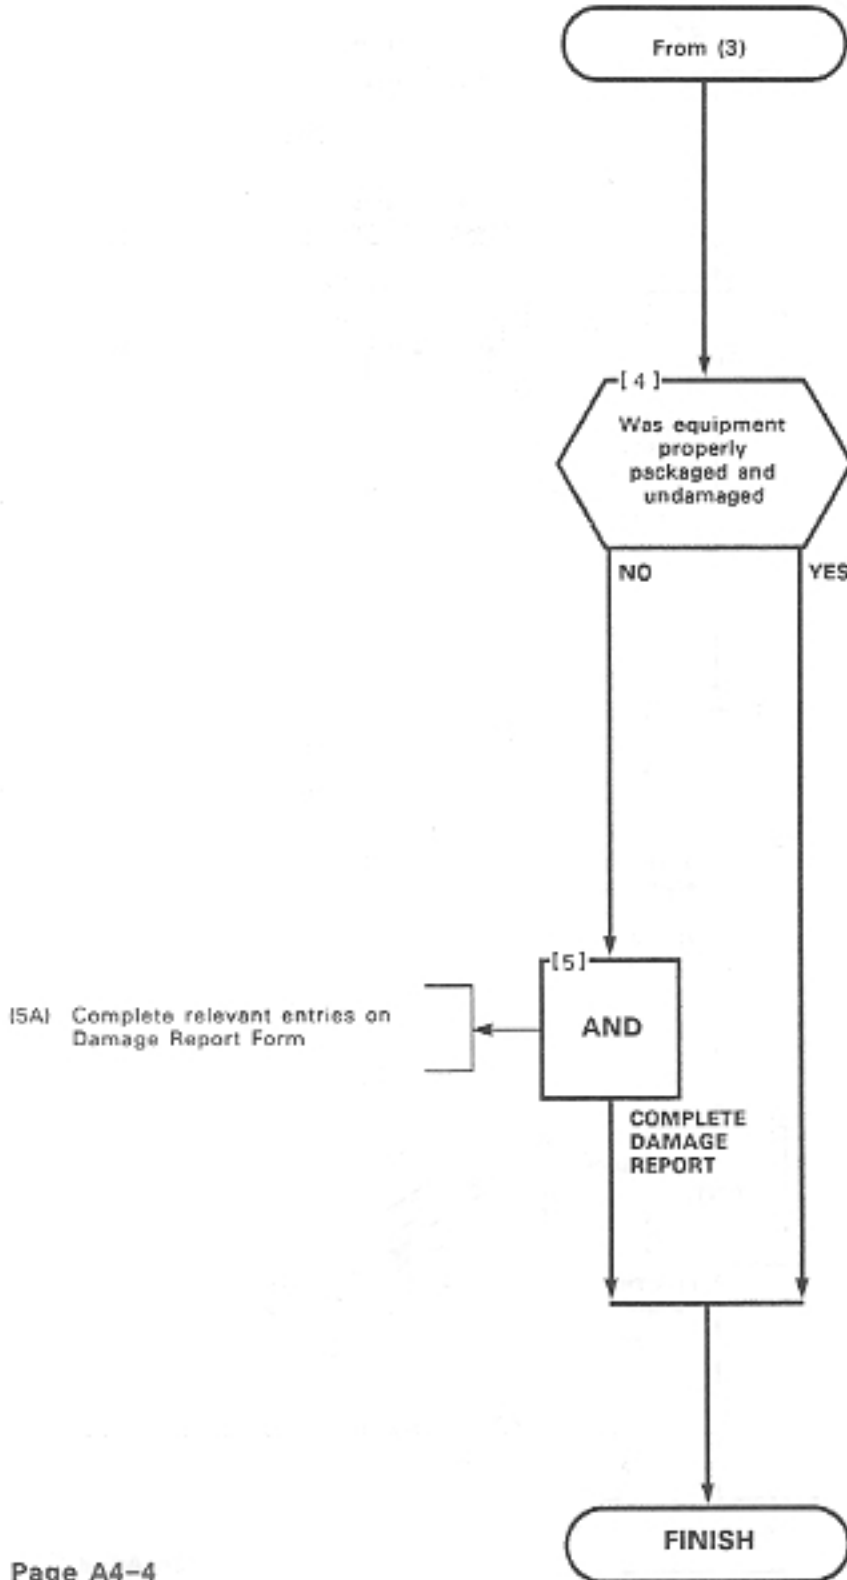 From (3)
[4]
Was equipment
properly
packaged and
undamaged
NO
YES
[5]
AND
(5A) Complete relevant entries on
Damage Report Form
COMPLETE
DAMAGE
REPORT
FINISH
Page A4-4